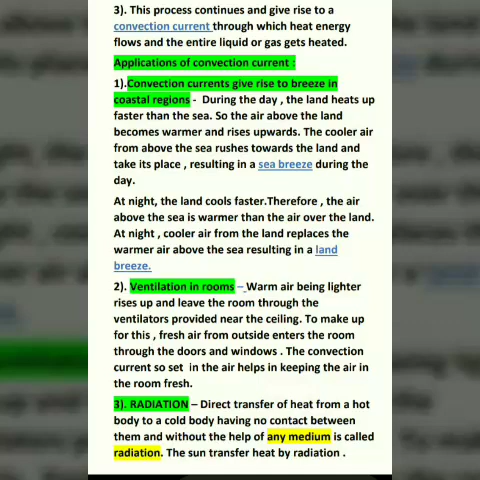 3). This process continues and give rise to a
convection current through which heat energy
flows and the entire liquid or gas gets heated.
Applications of convection current :
1).Convection currents give rise to breeze in
coastal regions - During the day , the land heats up
faster than the sea. So the air above the land
becomes warmer and rises upwards. The cooler air
from above the sea rushes towards the land and
take its place , resulting in a sea breeze during the
day.
At night, the land cools faster.Therefore , the air
above the sea is warmer than the air over the land.
At night , cooler air from the land replaces the
warmer air above the sea resulting in a land
breeze.
2). Ventilation in rooms – Warm air being lighter
rises up and leave the room through the
ventilators provided near the ceiling. To make up
for this , fresh air from outside enters the room
through the doors and windows . The convection
current so set in the air helps in keeping the air in
the room fresh.
3). RADIATION – Direct transfer of heat from a hot
body to a cold body having no contact between
them and without the help of any medium is called
radiation. The sun transfer heat by radiation .